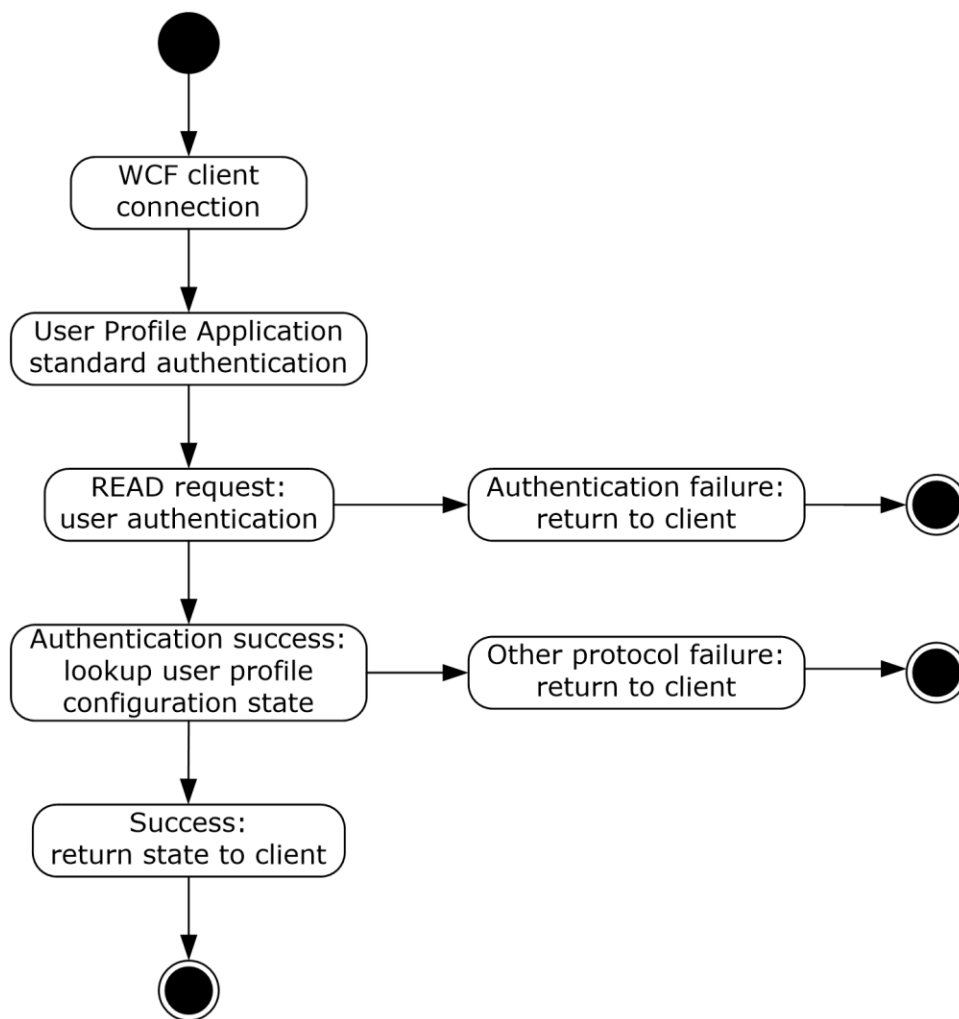 WCF client
connection
User Profile Application
standard authentication
READ request:
user authentication
Authentication failure:
return to client
Authentication success:
lookup user profile
configuration state
Other protocol failure:
return to client
Success:
return state to client